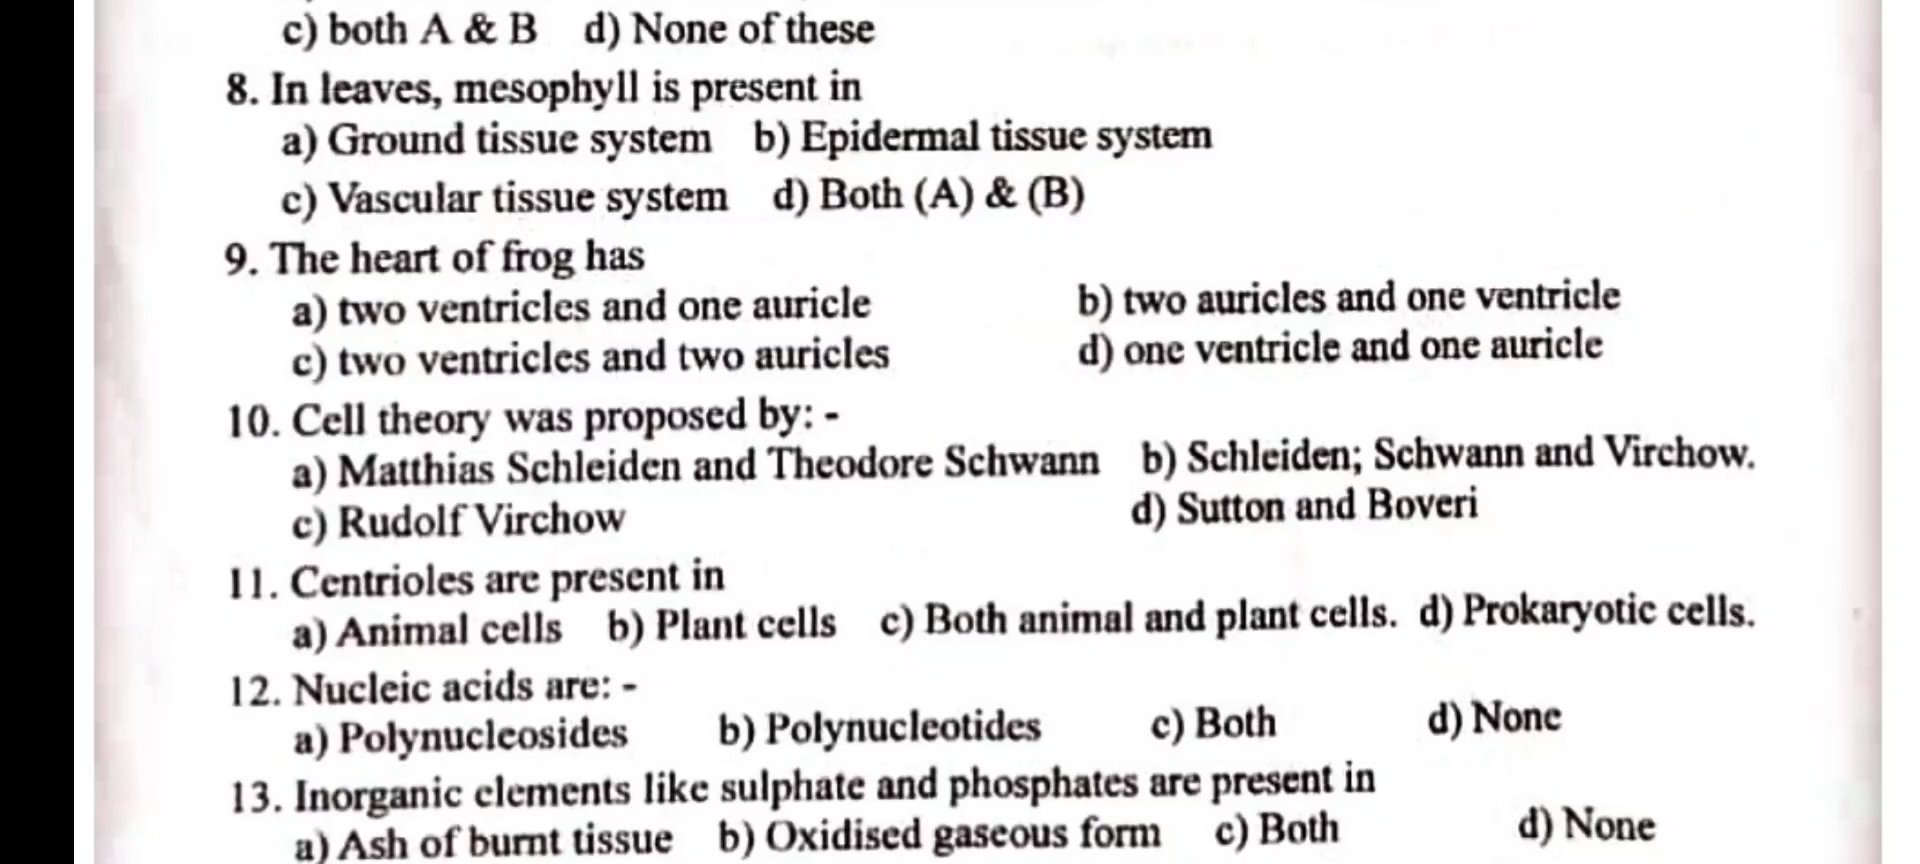 c) both A & B d) None of these
8. In leaves, mesophyll is present in
a) Ground tissue system b) Epidermal tissue system
c) Vascular tissue system d) Both (A) & (B)
9. The heart of frog has
a) two ventricles and one auricle b) two auricles and one ventricle
c) two ventricles and two auricles d) one ventricle and one auricle
10. Cell theory was proposed by: -
a) Matthias Schleiden and Theodore Schwann b) Schleiden; Schwann and Virchow.
c) Rudolf Virchow d) Sutton and Boveri
11. Centrioles are present in
a) Animal cells b) Plant cells c) Both animal and plant cells. d) Prokaryotic cells.
12. Nucleic acids are: -
a) Polynucleosides b) Polynucleotides c) Both d) None
13. Inorganic elements like sulphate and phosphates are present in
a) Ash of burnt tissue b) Oxidised gaseous form c) Both d) None